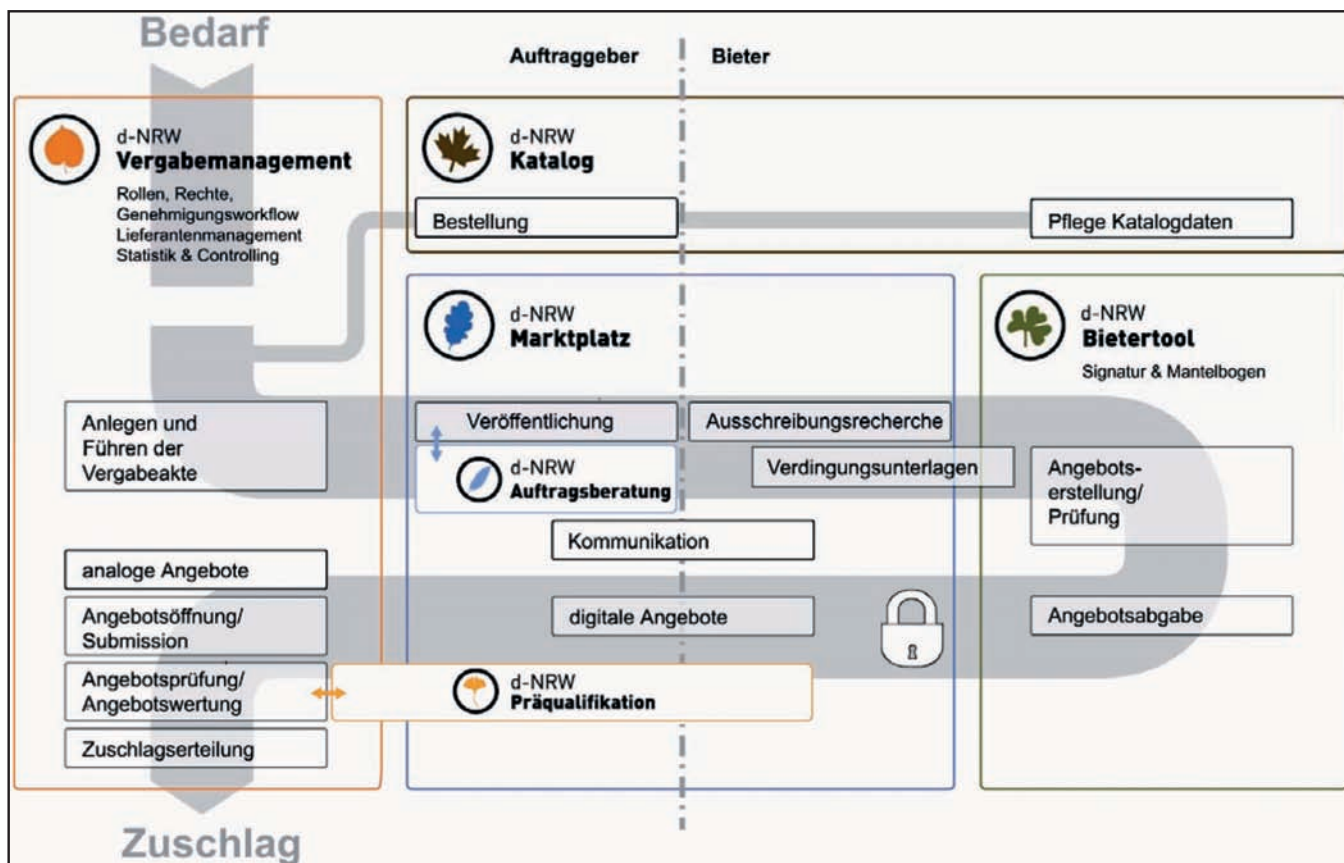 Bedarf
Auftraggeber
Bieter
d-NRW
Vergabemanagement
Rollen, Rechte,
Genehmigungsworkflow
Lieferantenmanagement
Statistik & Controlling
d-NRW
Katalog
Bestellung
Pflege Katalogdaten
d-NRW
Marktplatz
d-NRW
Bietertool
Signatur & Mantelbogen
Anlegen und
Führen der
Vergabeakte
Veröffentlichung
Ausschreibungsrecherche
d-NRW
Auftragsberatung
Verdingungsunterlagen
Angebots-
erstellung/
Prüfung
Kommunikation
analoge Angebote
Angebotsöffnung/
Submission
digitale Angebote
Angebotsabgabe
Angebotsprüfung/
Angebotswertung
d-NRW
Präqualifikation
Zuschlagserteilung
Zuschlag